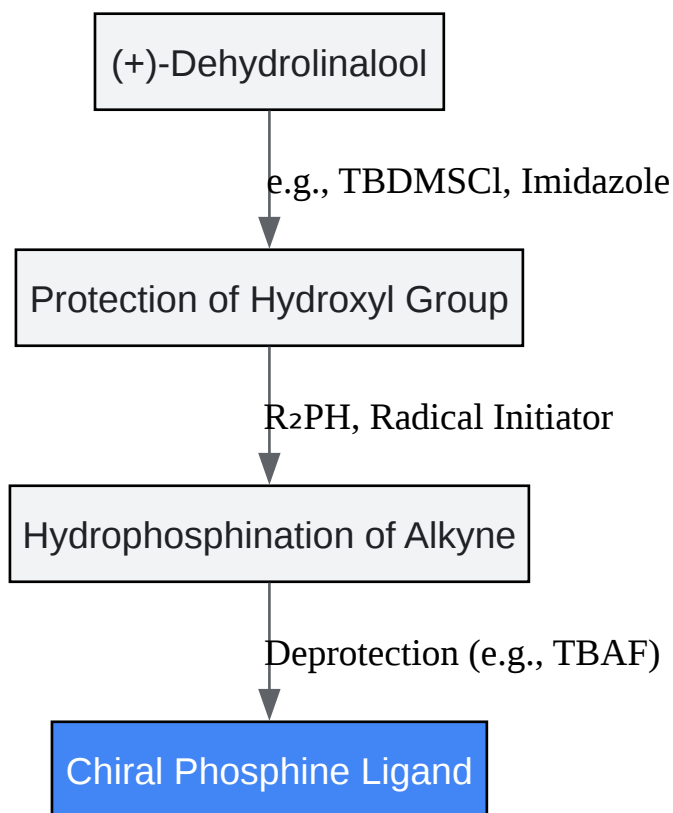 (+)-Dehydrolinalool
e.g., TBDMSCl, Imidazole
Protection of Hydroxyl Group
R₂PH, Radical Initiator
Hydrophosphination of Alkyne
Deprotection (e.g., TBAF)
Chiral Phosphine Ligand